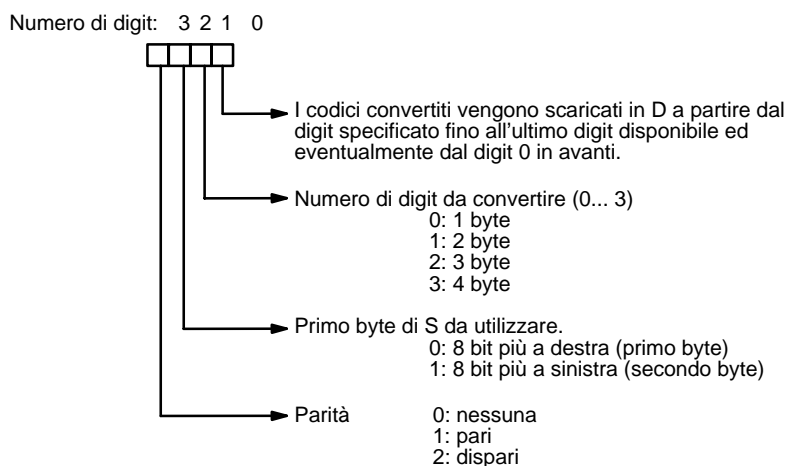 Numero di digit: 3 2 1 0
I codici convertiti vengono scaricati in D a partire dal
digit specificato fino all'ultimo digit disponibile ed
eventualmente dal digit 0 in avanti.
Numero di digit da convertire (0... 3)
0: 1 byte
1: 2 byte
2: 3 byte
3: 4 byte
Primo byte di S da utilizzare.
0: 8 bit più a destra (primo byte)
1: 8 bit più a sinistra (secondo byte)
Parità 0: nessuna
1: pari
2: dispari